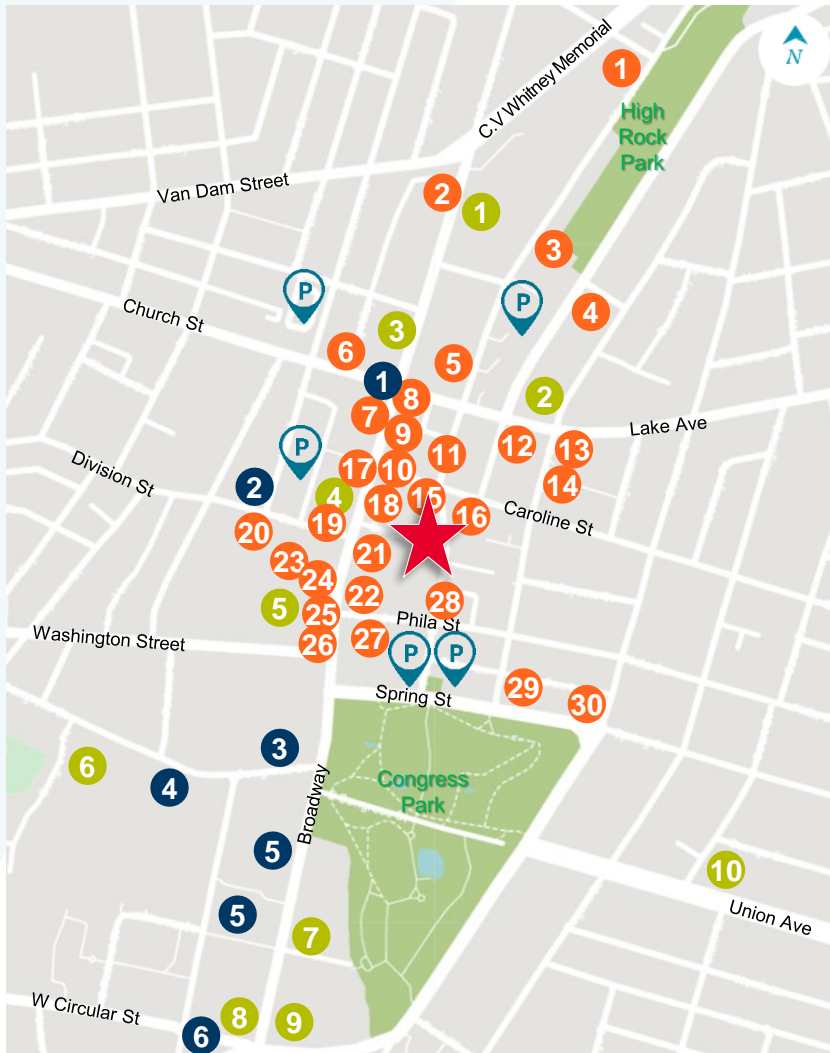 N
C.V Whitney Memorial
1
High
Rock
Park
Van Dam Street
2
1
3
P
P
4
Church St
3
6
5
1
8
2
7
9
Lake Ave
12
13
11
P
17
10
Division St
2
14
4
15
18
16
Caroline St
19
20
21
23
24
22
28
5
25
Phila St
Washington Street
27
26
P
P
29
Spring St
30
3
6
4
Congress
Park
Broadway
5
10
5
Union Ave
7
W Circular St
8
9
6